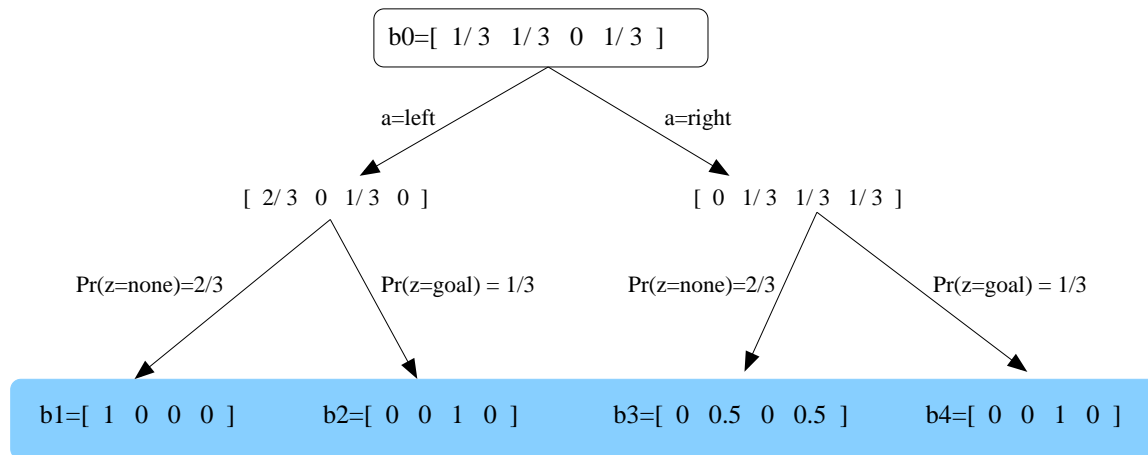 b0=[ 1/3 1/3 0 1/3 ]
a=left
a=right
[ 2/3 0 1/3 0 ]
[ 0 1/3 1/3 1/3 ]
Pr(z=none)=2/3
Pr(z=goal) = 1/3
Pr(z=none)=2/3
Pr(z=goal) = 1/3
b1=[ 1 0 0 0 ]
b2=[ 0 0 1 0 ]
b3=[ 0 0.5 0 0.5 ]
b4=[ 0 0 1 0 ]